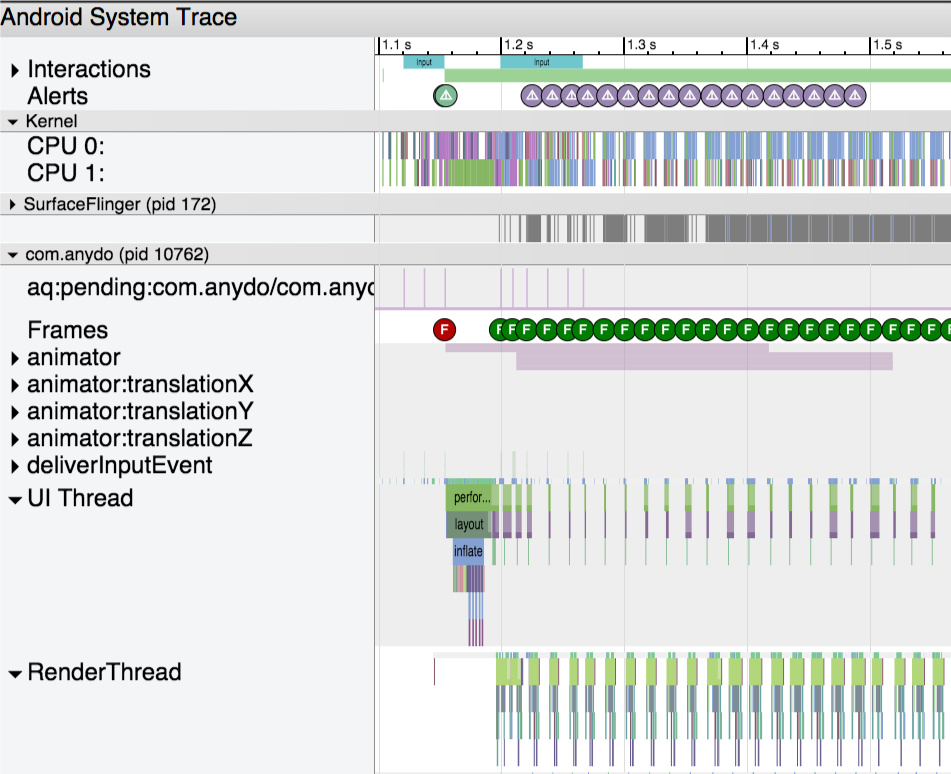 Android System Trace
1.1 s 1.2 s 1.3 s 1.4 s 1.5 s
Interactions input input
Alerts
Kernel
CPU 0:
CPU 1:
SurfaceFlinger (pid 172)
com.anydo (pid 10762)
aq:pending:com.anydo/com.anyd
Frames F F F F F F F F F F F F F F F F F F F F F F F F F
animator
animator:translationX
animator:translationY
animator:translationZ
deliverInputEvent
UI Thread perfor...
layout
inflate
RenderThread